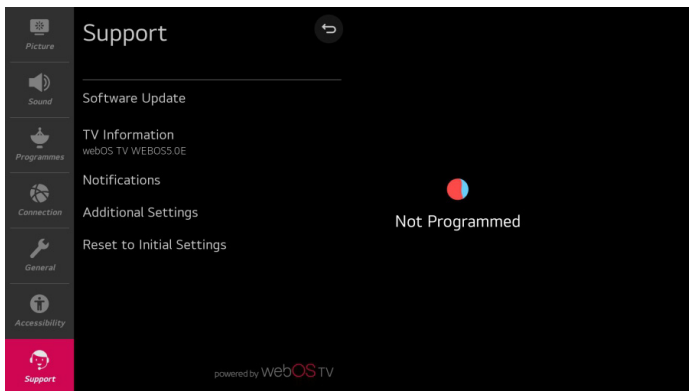 Picture
Sound
Programmes
Connection
General
Accessibility
Support
Support
Software Update
TV Information
webOS TV WEBOS5.0E
Notifications
Additional Settings
Reset to Initial Settings
powered by webOS TV
Not Programmed